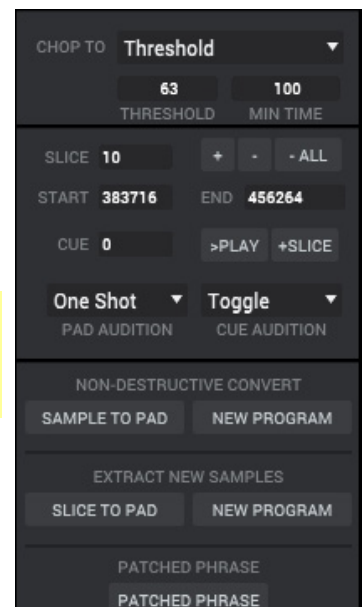 CHOP TO Threshold
63 100
THRESHOLD MIN TIME
SLICE 10 + - - ALL
START 383716 END 456264
CUE 0 >PLAY +SLICE
One Shot Toggle
PAD AUDITION CUE AUDITION
NON-DESTRUCTIVE CONVERT
SAMPLE TO PAD NEW PROGRAM
EXTRACT NEW SAMPLES
SLICE TO PAD NEW PROGRAM
PATCHED PHRASE
PATCHED PHRASE